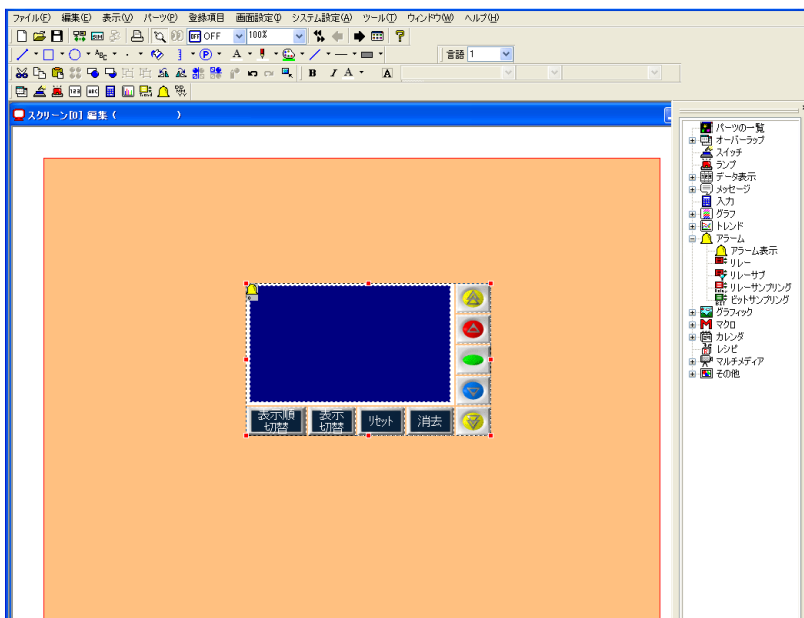 ファイル(F) 編集(E) 表示(V) パーツ(P) 登録項目 画面設定(I) システム設定(A) ツール(T) ウィンドウ(W) ヘルプ(H)
OFF 100%
言語 1
スクリーン[0] 編集 ( )
パーツの一覧
オーバーラップ
スイッチ
ランプ
データ表示
メッセージ
入力
グラフ
トレンド
アラーム
アラーム表示
リレー
リレーサブ
リレーサンプリング
ビットサンプリング
グラフィック
マクロ
カレンダ
レシピ
マルチメディア
その他
表示順
切替
表示
切替
リセット
消去